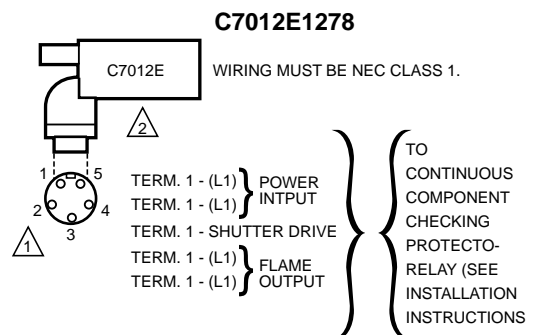 C7012E1278
C7012E
WIRING MUST BE NEC CLASS 1.
2
1 5
2 4
3
1
TERM. 1 - (L1)
TERM. 1 - (L1)
POWER
INTPUT
TERM. 1 - SHUTTER DRIVE
TERM. 1 - (L1)
TERM. 1 - (L1)
FLAME
OUTPUT
TO
CONTINUOUS
COMPONENT
CHECKING
PROTECTO-
RELAY (SEE
INSTALLATION
INSTRUCTIONS